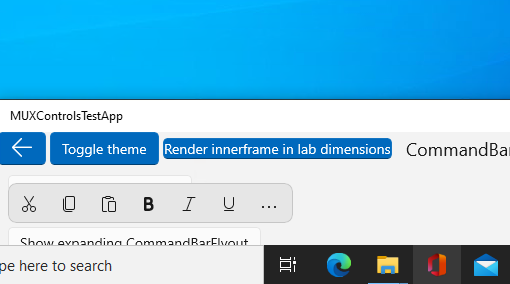 MUXControlsTestApp
Toggle theme
Render innerframe in lab dimensions
CommandBar
B I U ...
Show expanding CommandBarFlyout
pe here to search